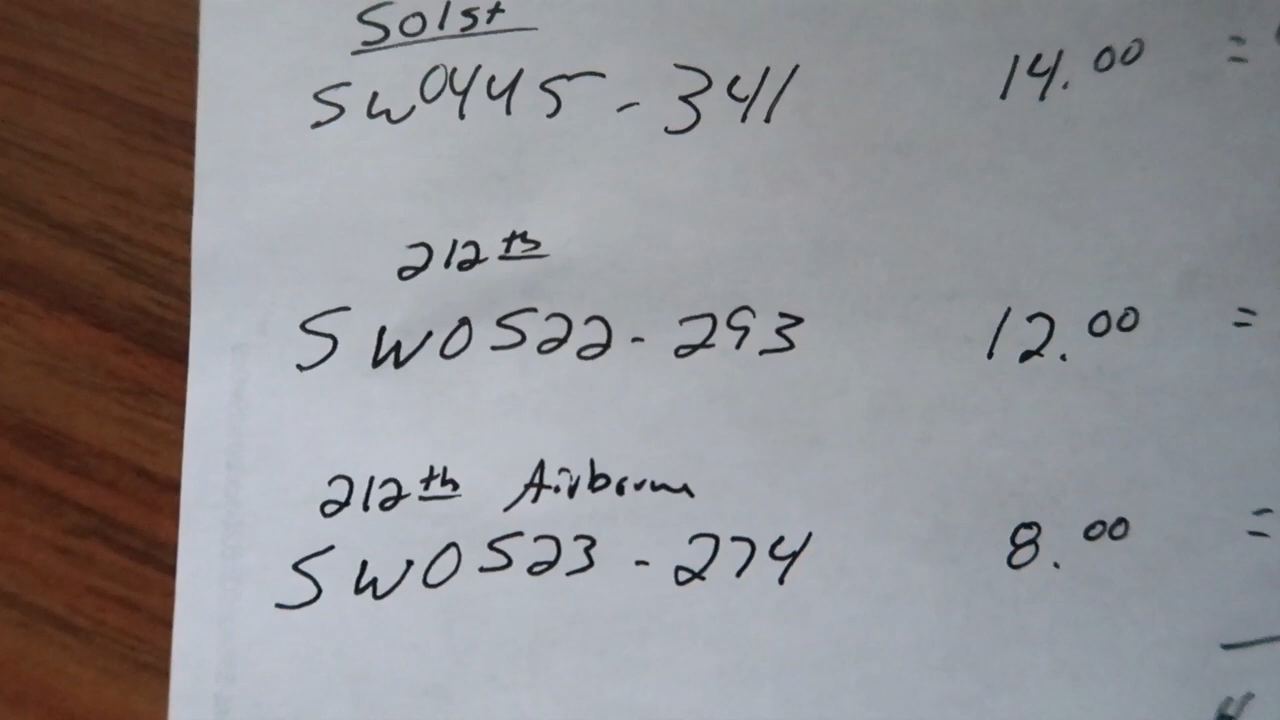 501st
SW0445-341 14.00 =
212th
SW0522-293 12.00 =
212th Airborne
SW0523-274 8.00 =